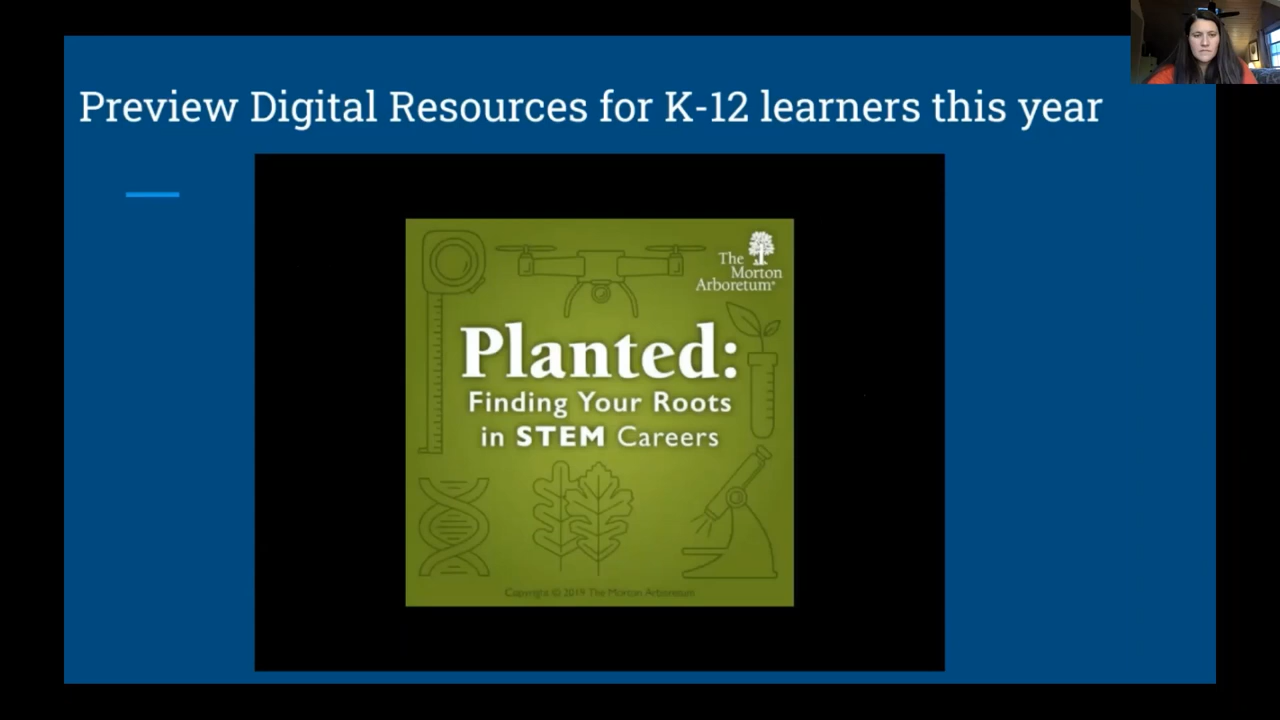 Preview Digital Resources for K-12 learners this year
The
Morton
Arboretum®
Planted:
Finding Your Roots
in STEM Careers
Copyright © 2019 The Morton Arboretum